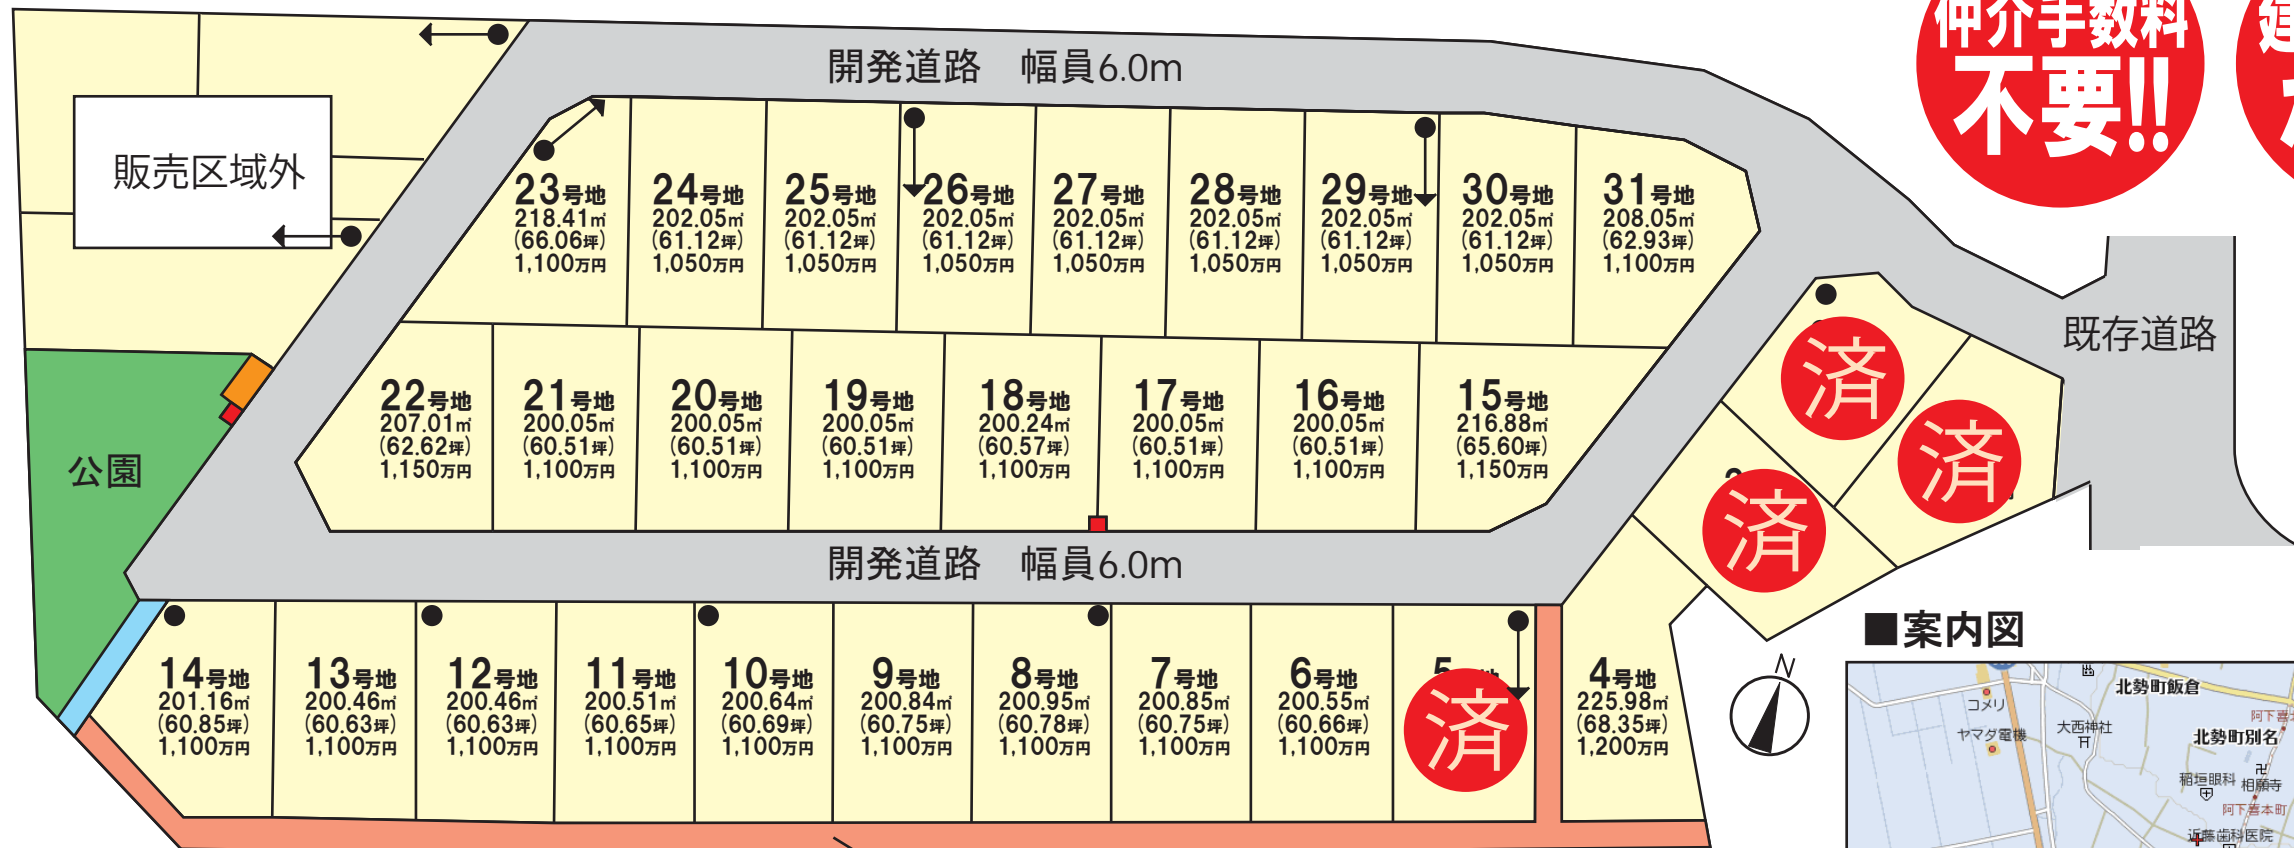 仲介手数料
不要!!
開発道路　幅員6.0m
販売区域外
23号地
218.41㎡
(66.06坪)
1,100万円
24号地
202.05㎡
(61.12坪)
1,050万円
25号地
202.05㎡
(61.12坪)
1,050万円
26号地
202.05㎡
(61.12坪)
1,050万円
27号地
202.05㎡
(61.12坪)
1,050万円
28号地
202.05㎡
(61.12坪)
1,050万円
29号地
202.05㎡
(61.12坪)
1,050万円
30号地
202.05㎡
(61.12坪)
1,050万円
31号地
208.05㎡
(62.93坪)
1,100万円
既存道路
済
済
済
22号地
207.01㎡
(62.62坪)
1,150万円
21号地
200.05㎡
(60.51坪)
1,100万円
20号地
200.05㎡
(60.51坪)
1,100万円
19号地
200.05㎡
(60.51坪)
1,100万円
18号地
200.24㎡
(60.57坪)
1,100万円
17号地
200.05㎡
(60.51坪)
1,100万円
16号地
200.05㎡
(60.51坪)
1,100万円
15号地
216.88㎡
(65.60坪)
1,150万円
公園
開発道路　幅員6.0m
14号地
201.16㎡
(60.85坪)
1,100万円
13号地
200.46㎡
(60.63坪)
1,100万円
12号地
200.46㎡
(60.63坪)
1,100万円
11号地
200.51㎡
(60.65坪)
1,100万円
10号地
200.64㎡
(60.69坪)
1,100万円
9号地
200.84㎡
(60.75坪)
1,100万円
8号地
200.95㎡
(60.78坪)
1,100万円
7号地
200.85㎡
(60.75坪)
1,100万円
6号地
200.55㎡
(60.66坪)
1,100万円
済
4号地
225.98㎡
(68.35坪)
1,200万円
N
■案内図
北勢町飯倉
コメリ
ヤマダ電機
大西神社
北勢町別名
稲垣眼科
相願寺
阿下喜本町
近藤歯科医院